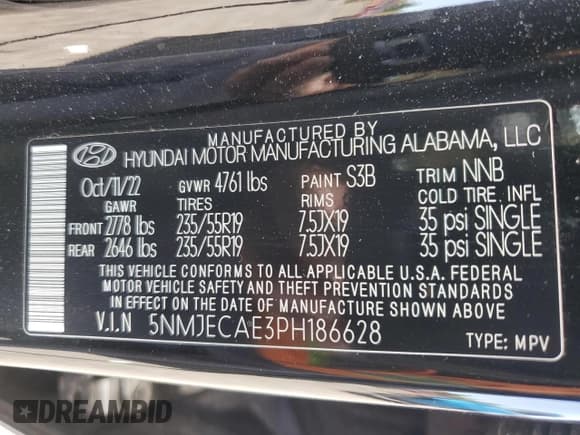 MANUFACTURED BY
HYUNDAI MOTOR MANUFACTURING ALABAMA, LLC
Oct/11/22 GVWR 4761 lbs PAINT S3B TRIM NNB
GAWR TIRES RIMS COLD TIRE. INFL
FRONT 2778 lbs 235/55R19 7.5JX19 35 psi SINGLE
REAR 2646 lbs 235/55R19 7.5JX19 35 psi SINGLE
THIS VEHICLE CONFORMS TO ALL APPLICABLE U.S.A. FEDERAL
MOTOR VEHICLE SAFETY AND THEFT PREVENTION STANDARDS
IN EFFECT ON THE DATE OF MANUFACTURE SHOWN ABOVE.
V.I.N 5NMJECAE3PH186628 TYPE: MPV
DREAMBID